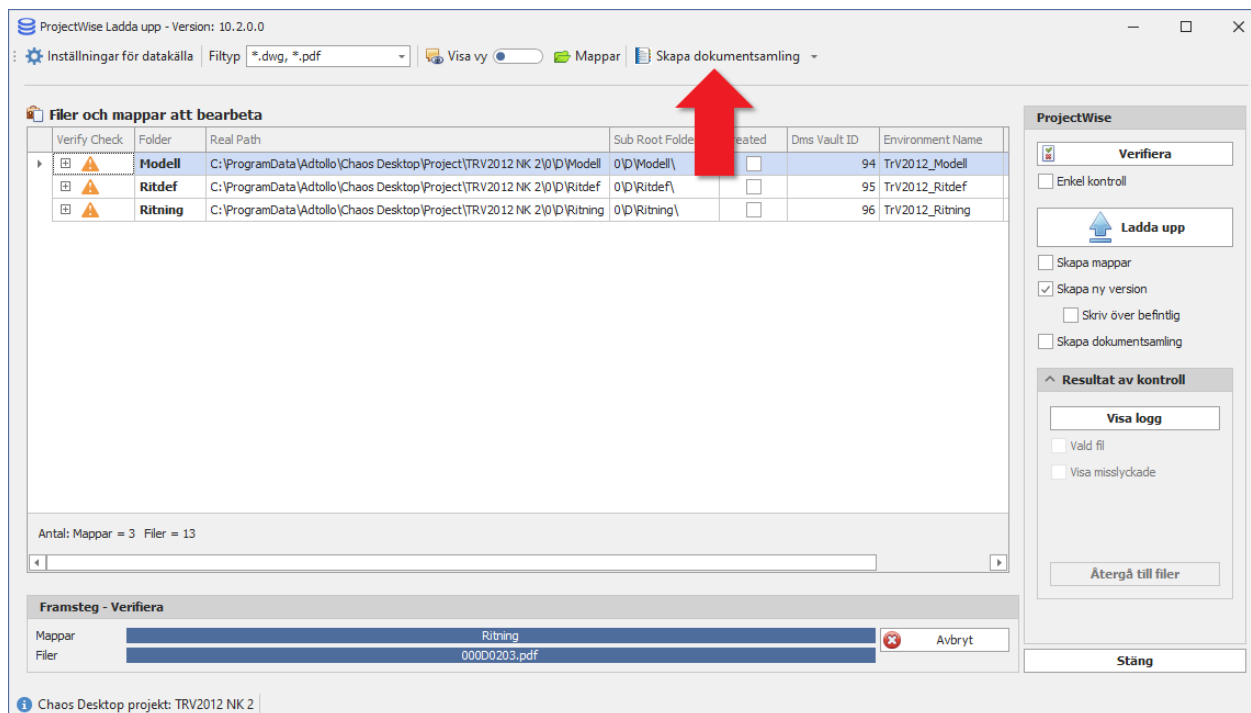 ProjectWise Ladda upp - Version: 10.2.0.0
Inställningar för datakälla Filtyp *.dwg, *.pdf Visa vy Mappar Skapa dokumentsamling
Filer och mappar att bearbeta
Verify Check Folder Real Path Sub Root Folde eated Dms Vault ID Environment Name
Modell C:\ProgramData\Adtollo\Chaos Desktop\Project\TRV2012 NK 2\0\D\Modell 0\D\Modell\ 94 TrV2012_Modell
Ritdef C:\ProgramData\Adtollo\Chaos Desktop\Project\TRV2012 NK 2\0\D\Ritdef 0\D\Ritdef\ 95 TrV2012_Ritdef
Ritning C:\ProgramData\Adtollo\Chaos Desktop\Project\TRV2012 NK 2\0\D\Ritning 0\D\Ritning\ 96 TrV2012_Ritning
Antal: Mappar = 3 Filer = 13
Framsteg - Verifiera
Mappar Ritning
Filer 000D0203.pdf
Avbryt
ProjectWise
Verifiera
Enkel kontroll
Ladda upp
Skapa mappar
Skapa ny version
Skriv över befintlig
Skapa dokumentsamling
Resultat av kontroll
Visa logg
Vald fil
Visa misslyckade
Återgå till filer
Stäng
Chaos Desktop projekt: TRV2012 NK 2